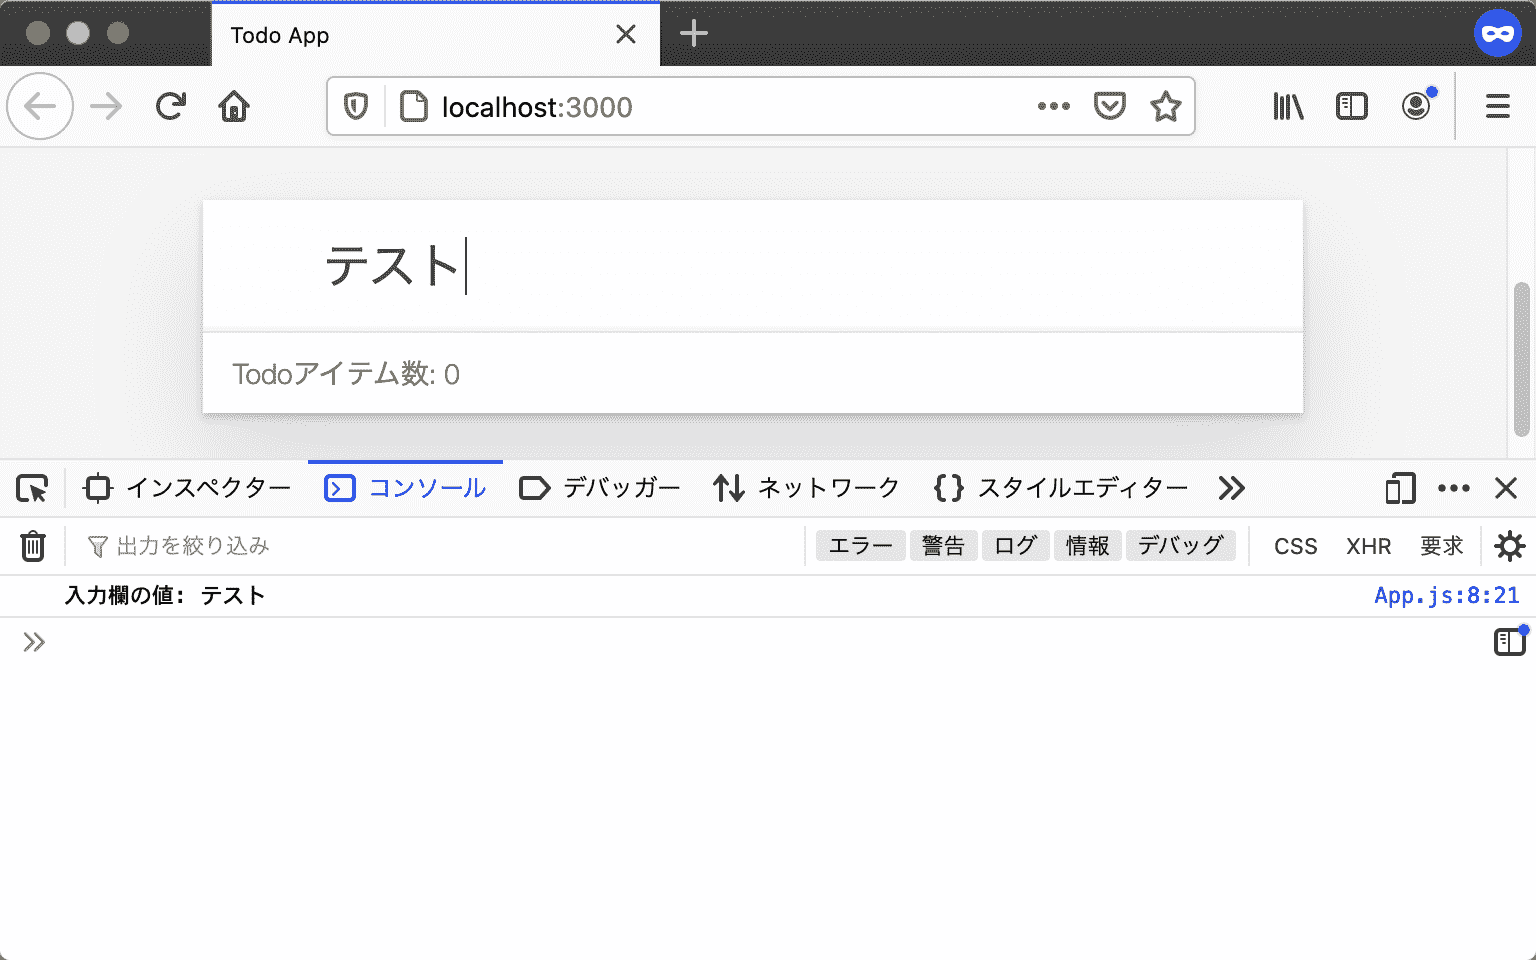 Todo App
localhost:3000
テスト
Todoアイテム数: 0
インスペクター コンソール デバッガー ネットワーク スタイルエディター
出力を絞り込み エラー 警告 ログ 情報 デバッグ CSS XHR 要求
入力欄の値: テスト App.js:8:21